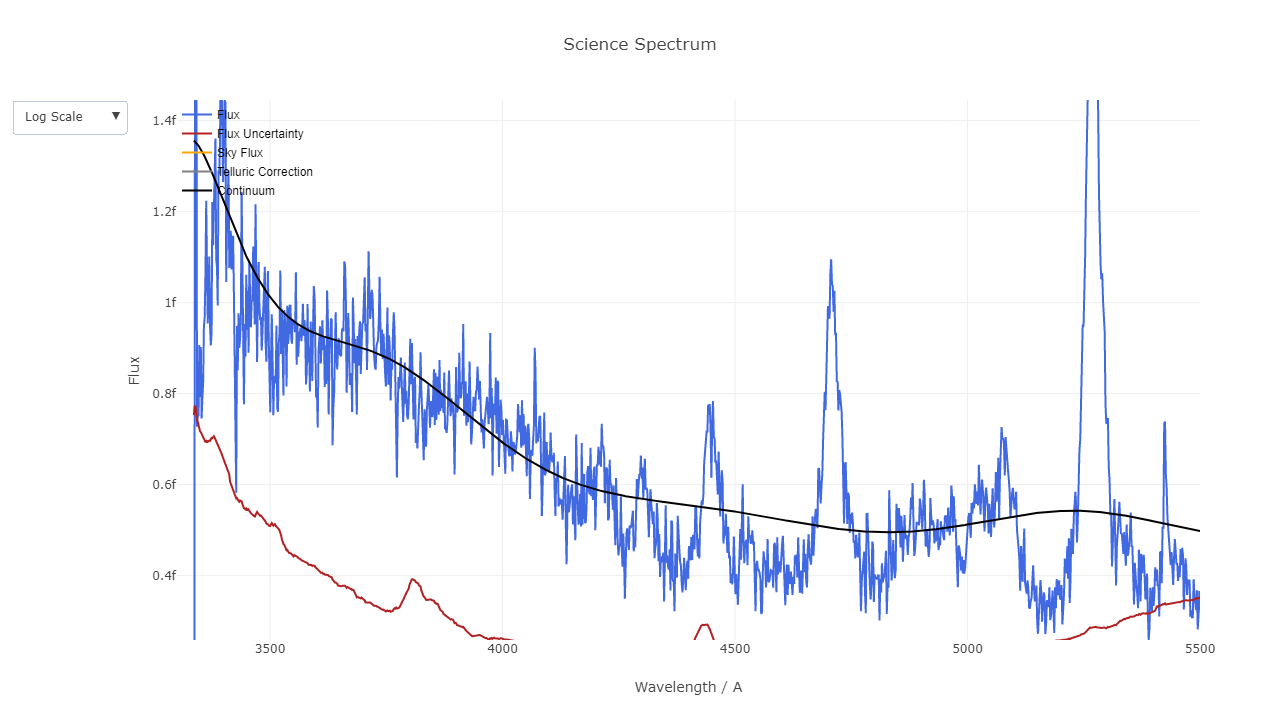 Science Spectrum
Log Scale ▼
Flux
Flux Uncertainty
Sky Flux
Telluric Correction
Continuum
1.4f
1.2f
1f
0.8f
0.6f
0.4f
Flux
3500
4000
4500
5000
5500
Wavelength / A